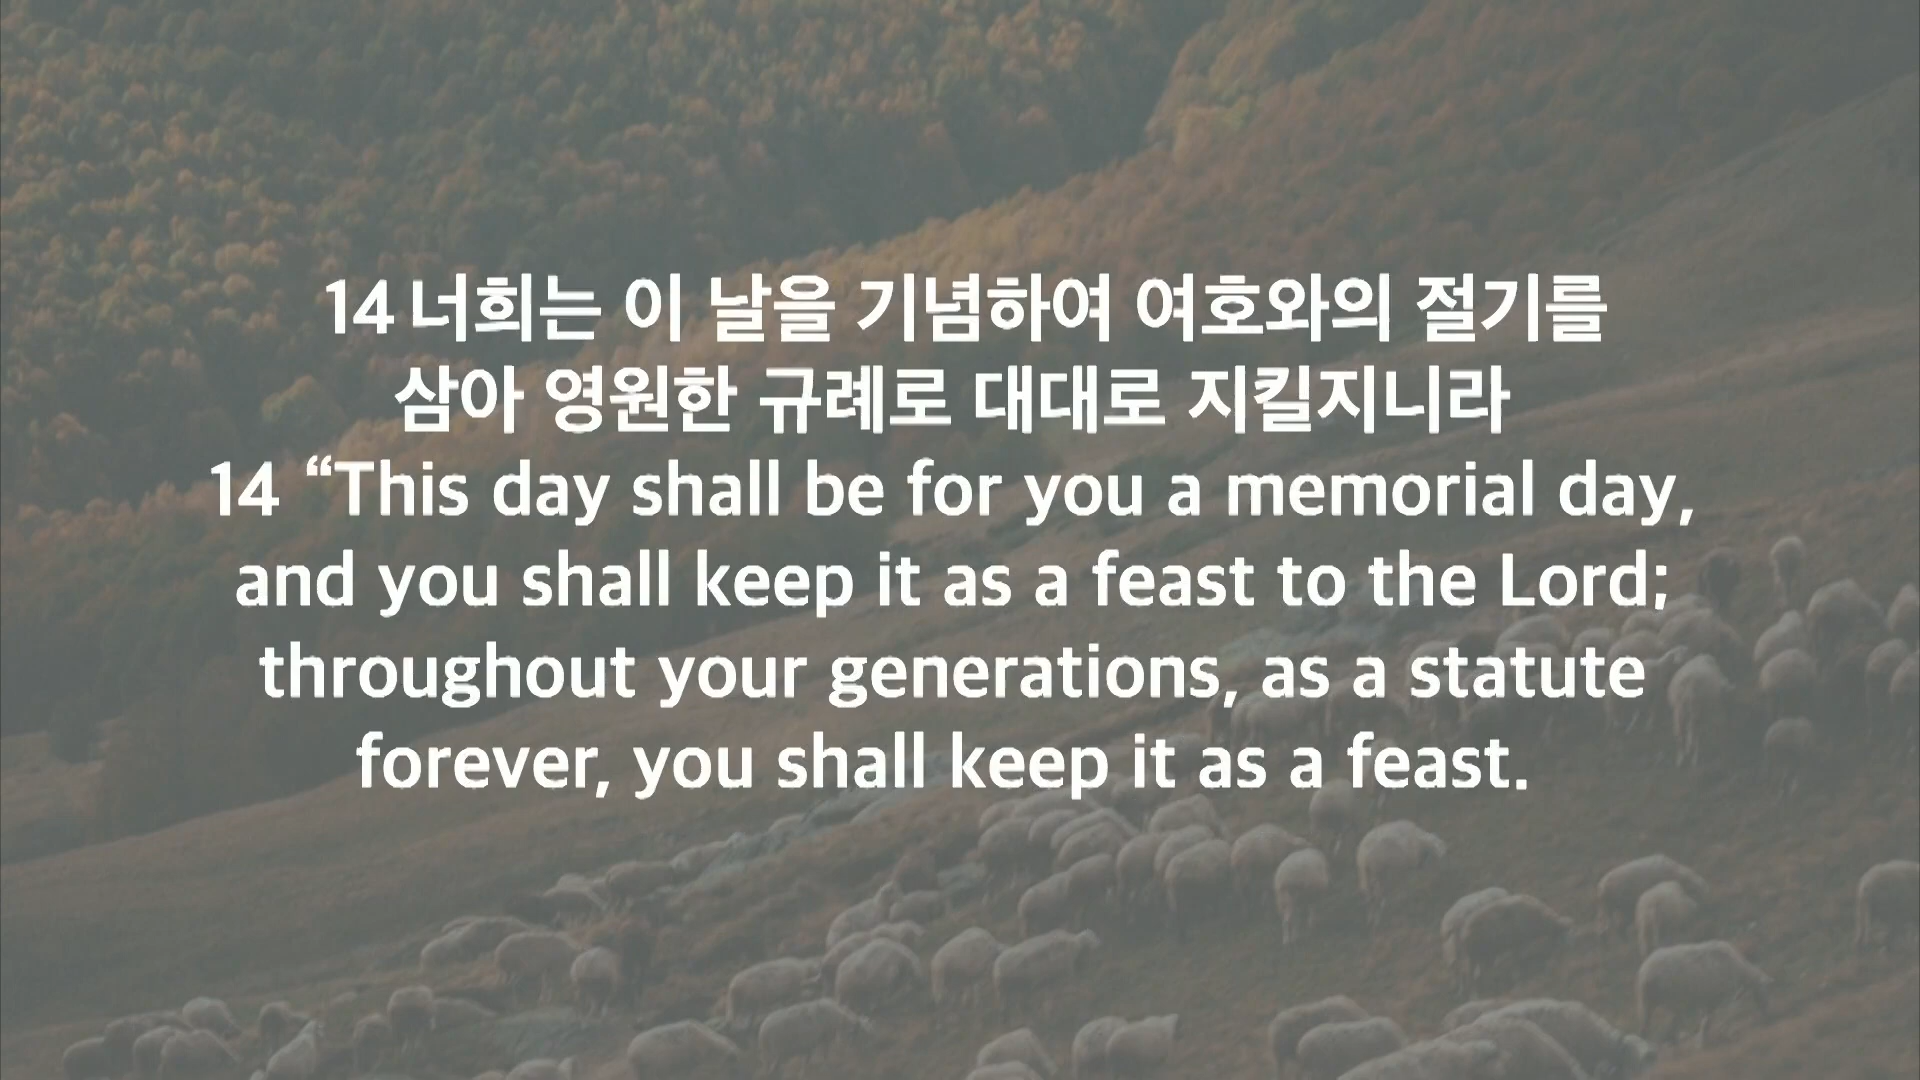 14 너희는 이 날을 기념하여 여호와의 절기를
삼아 영원한 규례로 대대로 지킬지니라
14 “This day shall be for you a memorial day,
and you shall keep it as a feast to the Lord;
throughout your generations, as a statute
forever, you shall keep it as a feast.